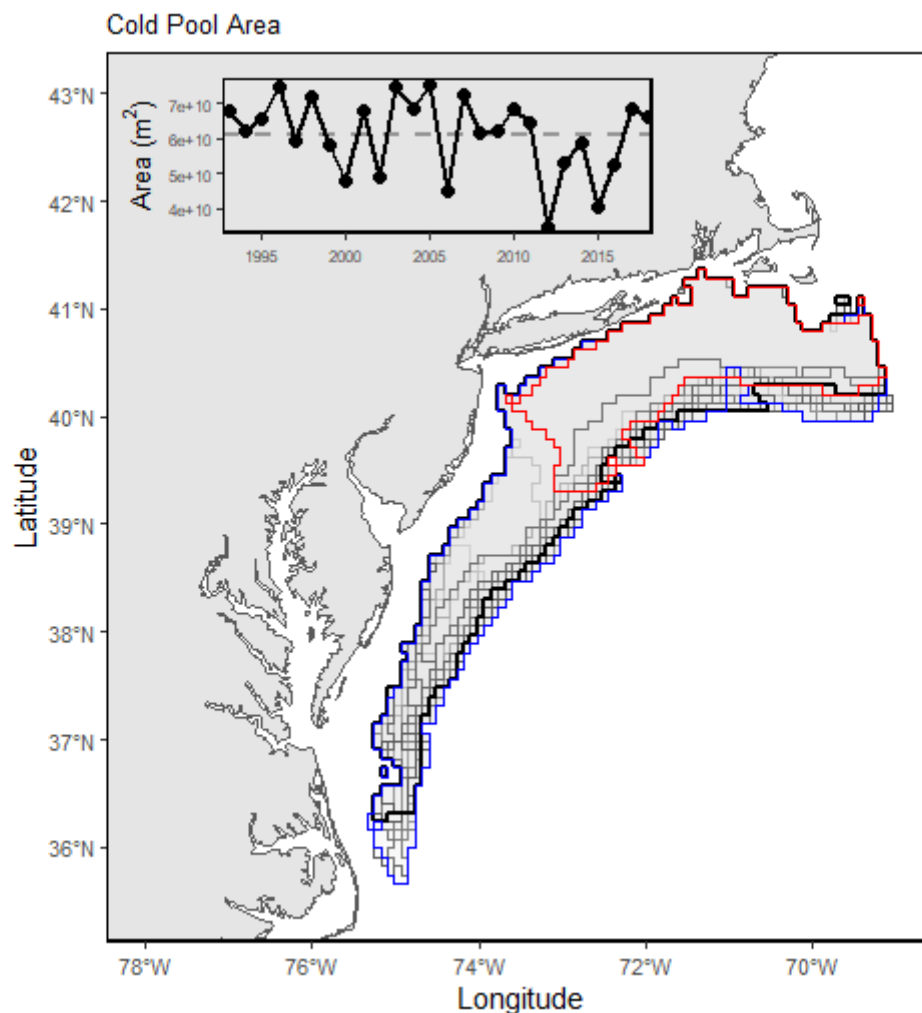 Cold Pool Area
43°N
42°N
41°N
40°N
39°N
38°N
37°N
36°N
Latitude
Area (m²)
7e+10
6e+10
5e+10
4e+10
1995 2000 2005 2010 2015
78°W 76°W 74°W 72°W 70°W
Longitude